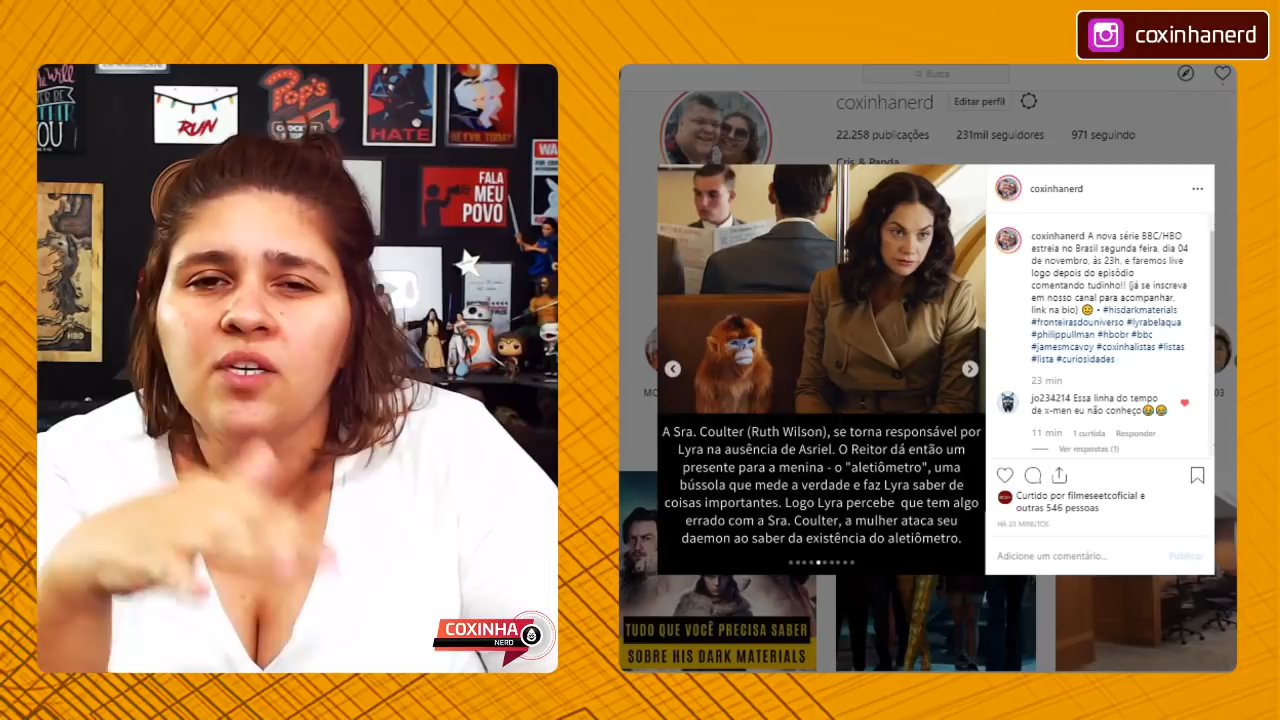 coxinhanerd
WILL
BE
BETTER
YOU
RUN
Pop's
HATE
FALA
MEU
POVO
HBO
COXINHA
NERD
Busca
coxinhanerd Editar perfil
22.258 publicações 231mil seguidores 971 seguindo
Cris & Panda
A Sra. Coulter (Ruth Wilson), se torna responsável por
Lyra na ausência de Asriel. O Reitor dá então um
presente para a menina - o "aletiômetro", uma
bússola que mede a verdade e faz Lyra saber de
coisas importantes. Logo Lyra percebe que tem algo
errado com a Sra. Coulter, a mulher ataca seu
daemon ao saber da existência do aletiômetro.
coxinhanerd
coxinhanerd A nova série BBC/HBO
estreia no Brasil segunda feira, dia 04
de novembro, às 23h, e faremos live
logo depois do episódio
comentando tudinho!! (já se inscreva
em nosso canal para acompanhar,
link na bio) 🙂 • #hisdarkmaterials
#fronteirasdouniverso #lyrabelaqua
#philippullman #hbobr #bbc
#jamesmcavoy #coxinhalistas #listas
#lista #curiosidades
23 min
jo234214 Essa linha do tempo
de x-men eu não conheço😂😂
11 min 1 curtida Responder
Ver respostas (1)
Curtido por filmeseetcoficial e
outras 546 pessoas
HÁ 23 MINUTOS
Adicione um comentário... Publicar
TUDO QUE VOCÊ PRECISA SABER
SOBRE HIS DARK MATERIALS